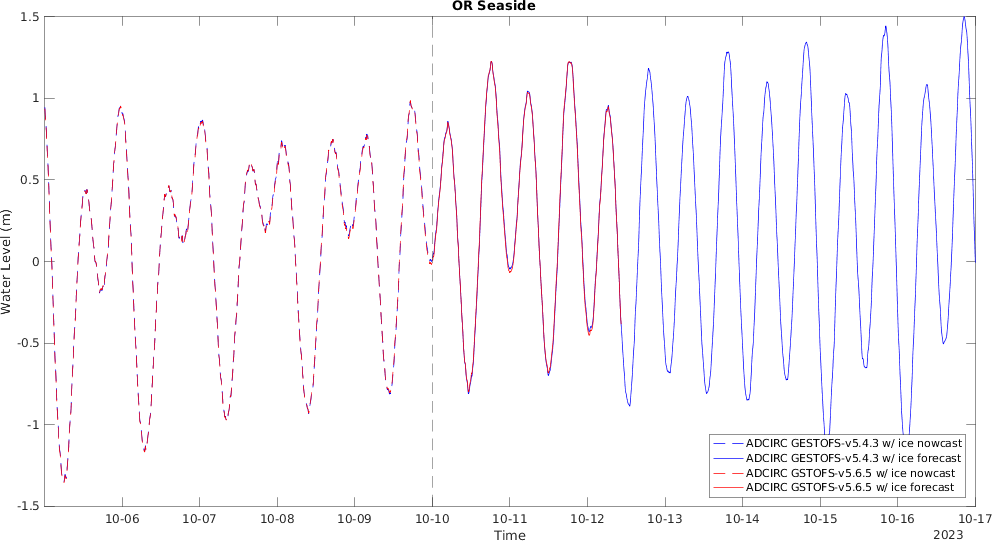 OR Seaside
1.5
1
0.5
0
-0.5
-1
-1.5
Water Level (m)
ADCIRC GESTOFS-v5.4.3 w/ ice nowcast
ADCIRC GESTOFS-v5.4.3 w/ ice forecast
ADCIRC GSTOFS-v5.6.5 w/ ice nowcast
ADCIRC GSTOFS-v5.6.5 w/ ice forecast
10-06 10-07 10-08 10-09 10-10 10-11 10-12 10-13 10-14 10-15 10-16 10-17
Time
2023